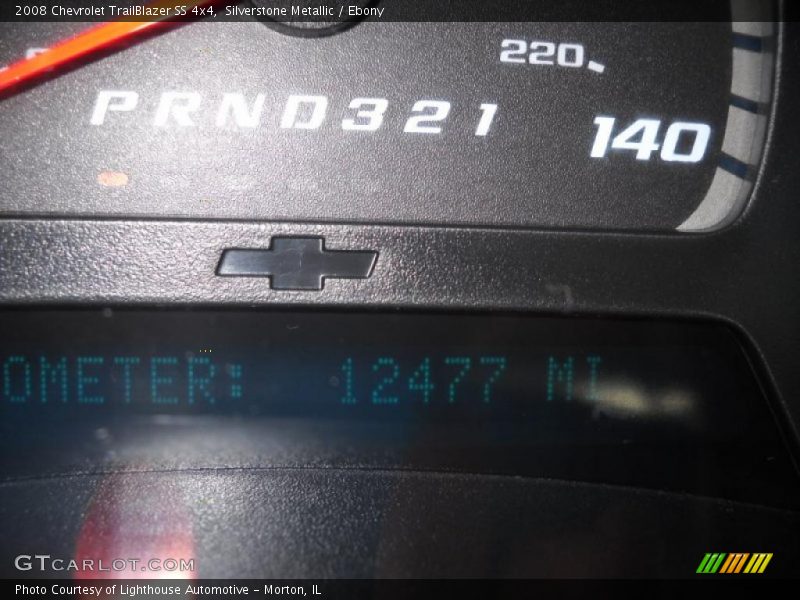 2008 Chevrolet TrailBlazer SS 4x4, Silverstone Metallic / Ebony
220
PRND321
140
OMETER: 12477 MI
GTCARLOT.COM
Photo Courtesy of Lighthouse Automotive - Morton, IL